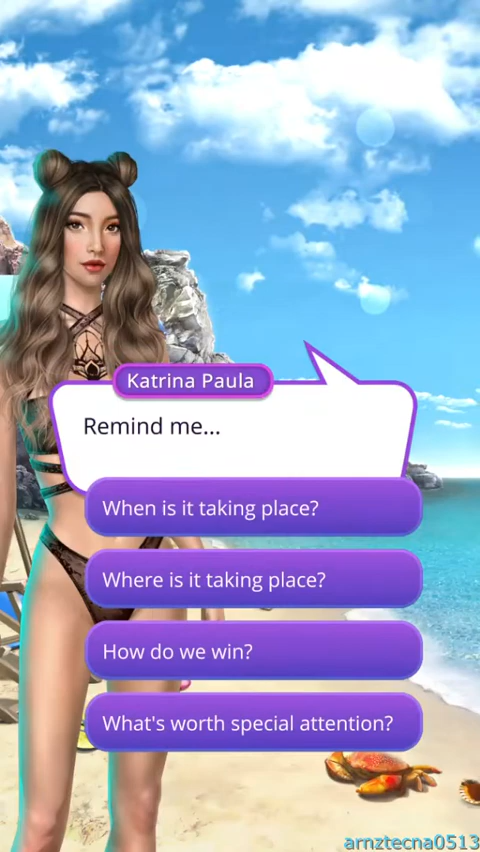 Katrina Paula
Remind me...
When is it taking place?
Where is it taking place?
How do we win?
What's worth special attention?
arnztecna0513